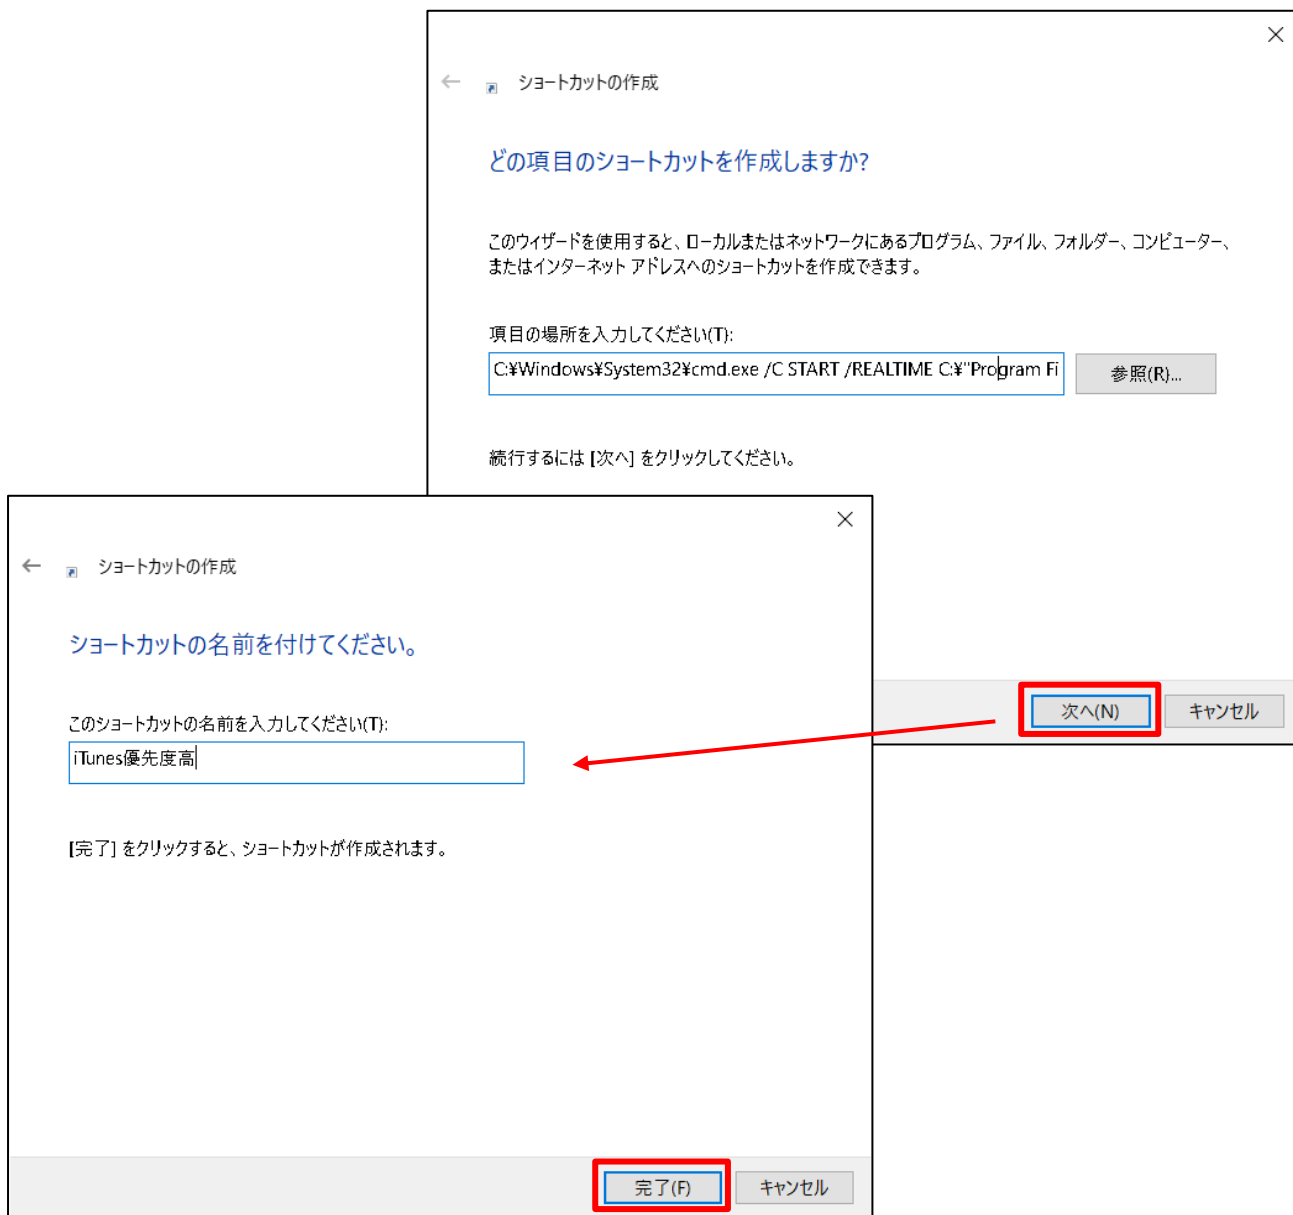 ショートカットの作成
どの項目のショートカットを作成しますか?
このウィザードを使用すると、ローカルまたはネットワークにあるプログラム、ファイル、フォルダー、コンピューター、
またはインターネット アドレスへのショートカットを作成できます。
項目の場所を入力してください(T):
C:¥Windows¥System32¥cmd.exe /C START /REALTIME C:¥"Program Fi
参照(R)...
続行するには [次へ] をクリックしてください。
次へ(N)
キャンセル
ショートカットの作成
ショートカットの名前を付けてください。
このショートカットの名前を入力してください(T):
iTunes優先度高
[完了] をクリックすると、ショートカットが作成されます。
完了(F)
キャンセル